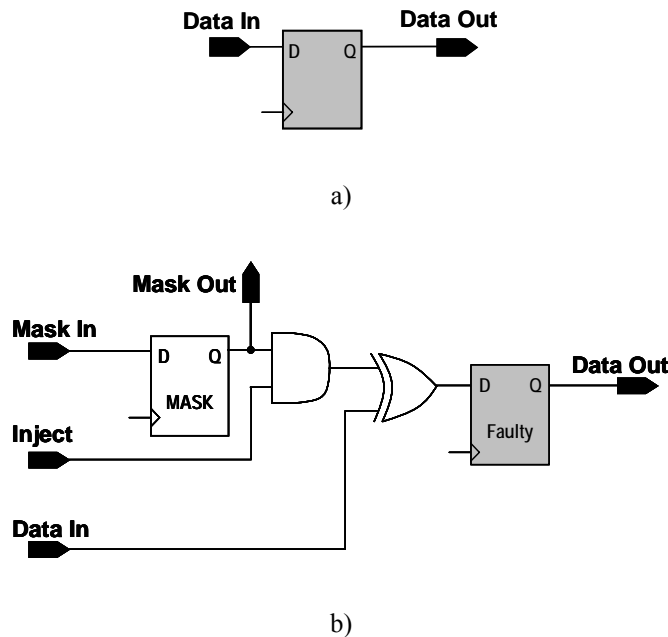 Data In
Data Out
D Q
a)
Mask Out
Mask In
D Q
MASK
Inject
Data In
D Q
Faulty
Data Out
b)